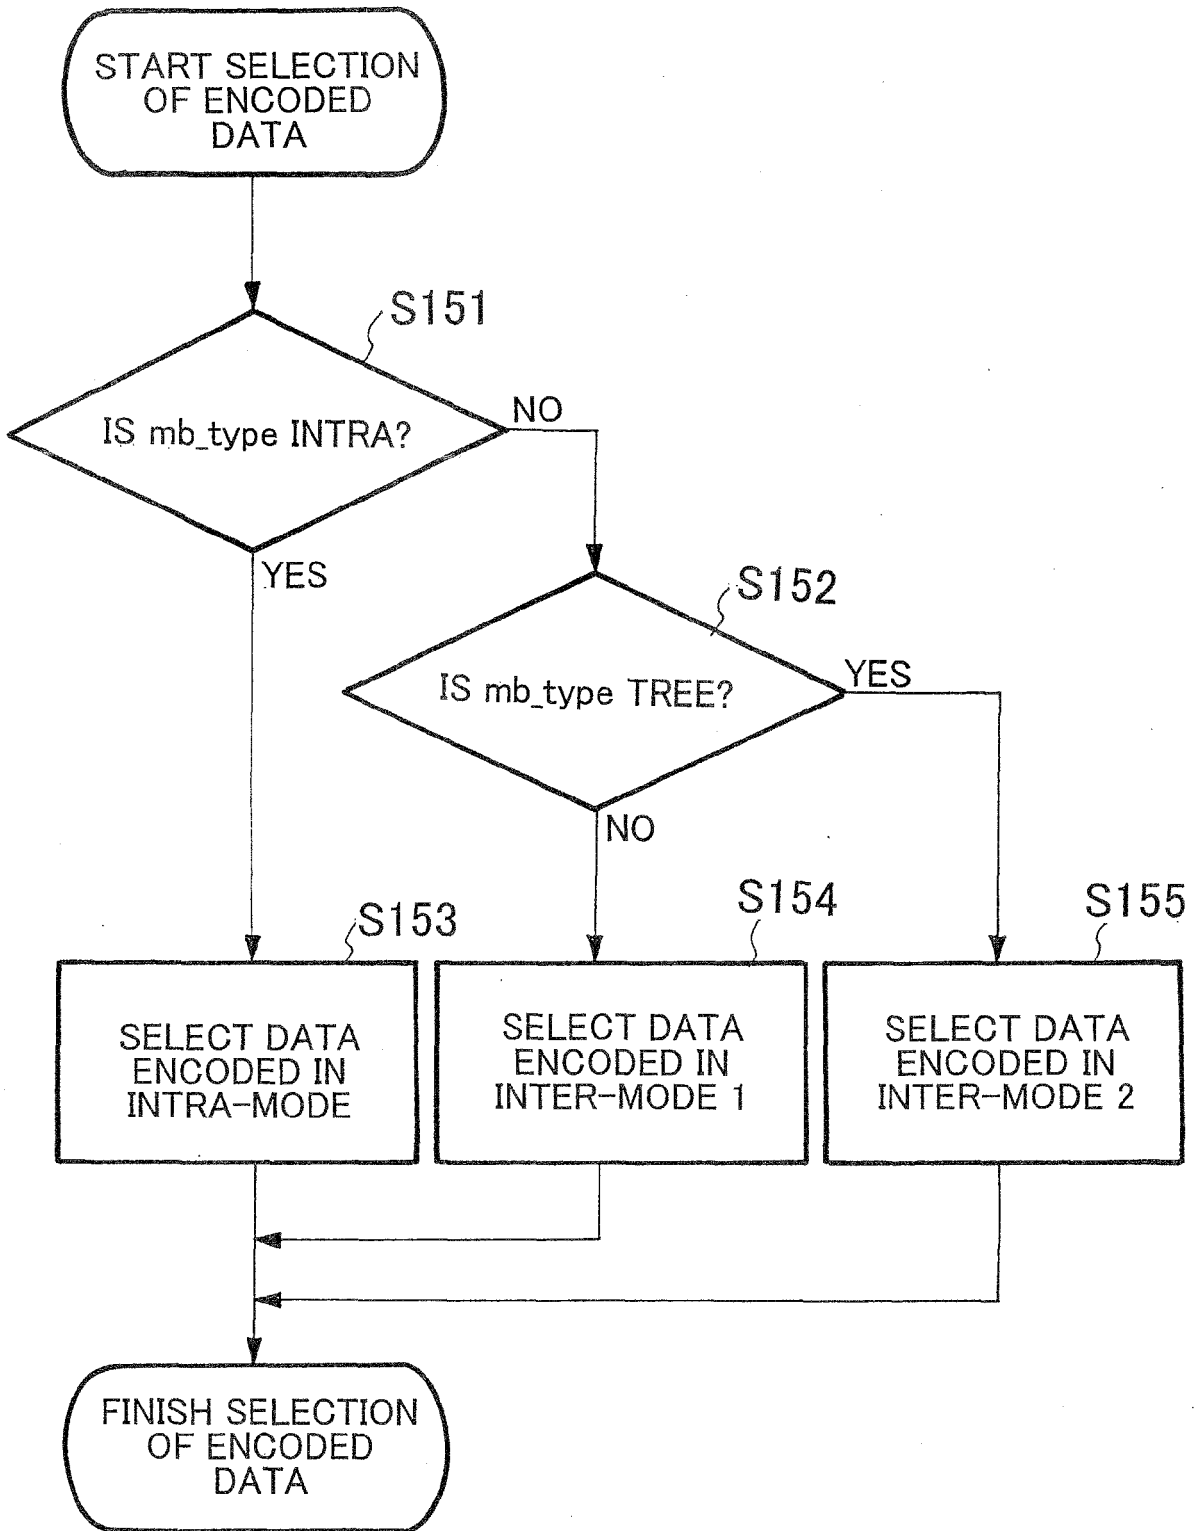 START SELECTION
OF ENCODED
DATA
S151
IS mb_type INTRA?
NO
YES
S152
IS mb_type TREE?
YES
NO
S153
S154
S155
SELECT DATA
ENCODED IN
INTRA-MODE
SELECT DATA
ENCODED IN
INTER-MODE 1
SELECT DATA
ENCODED IN
INTER-MODE 2
FINISH SELECTION
OF ENCODED
DATA